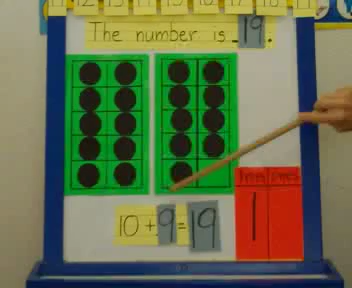 The number is 19.
Tens Ones
1
10 + 9 = 19